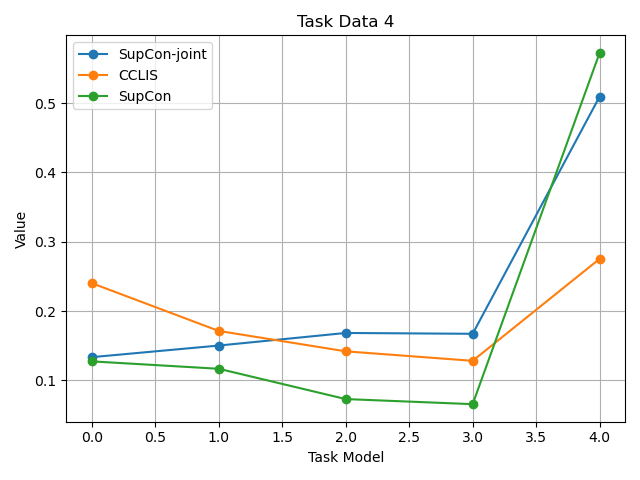 Task Data 4
SupCon-joint
CCLIS
SupCon
Value
0.5
0.4
0.3
0.2
0.1
0.0 0.5 1.0 1.5 2.0 2.5 3.0 3.5 4.0
Task Model